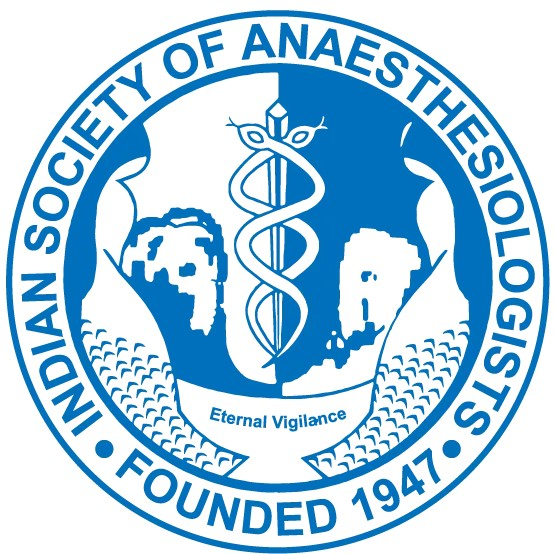 INDIAN SOCIETY OF ANAESTHESIOLOGISTS
Eternal Vigilance
• FOUNDED 1947 •